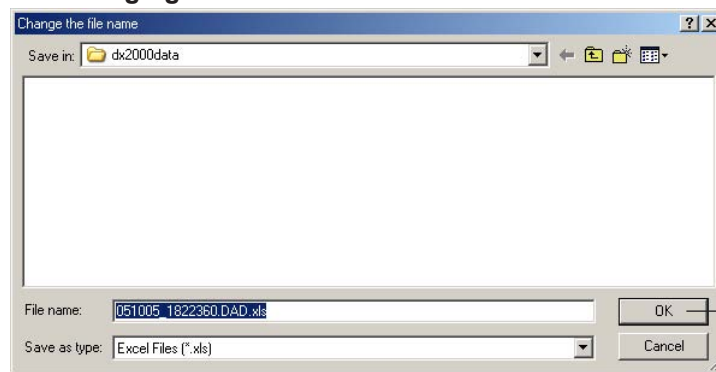 Change the file name
Save in: dx2000data
File name: 051005_1822360.DAD.xls OK
Save as type: Excel Files (*.xls) Cancel